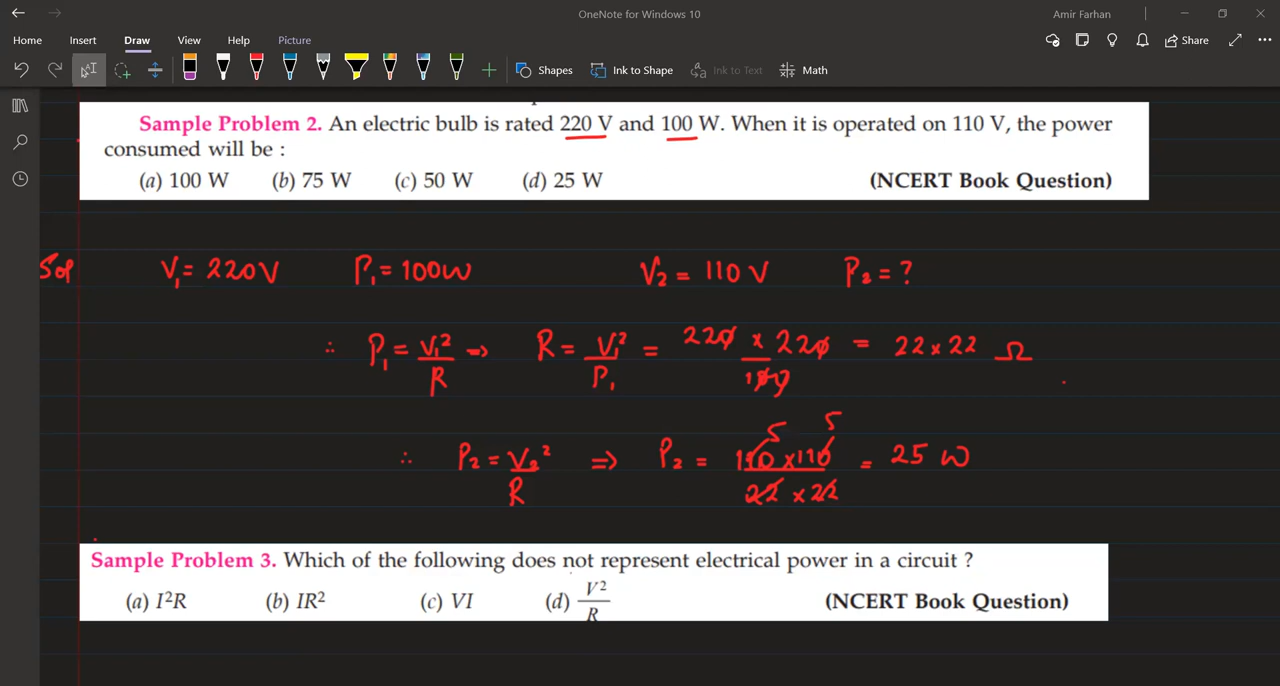 OneNote for Windows 10
Amir Farhan
Home Insert Draw View Help Picture
Shapes Ink to Shape Ink to Text Math Share
Sample Problem 2. An electric bulb is rated 220 V and 100 W. When it is operated on 110 V, the power
consumed will be :
(a) 100 W (b) 75 W (c) 50 W (d) 25 W (NCERT Book Question)
Sol V₁ = 220V P₁ = 100W V₂ = 110 V P₂ = ?
∴ P₁ = V₁²/R ⇒ R = V₁²/P₁ = 220 × 220/100 = 22 × 22 Ω
5 5
∴ P₂ = V₂²/R ⇒ P₂ = 110 × 110/22 × 22 = 25 W
Sample Problem 3. Which of the following does not represent electrical power in a circuit ?
(a) I²R (b) IR² (c) VI (d) V²/R (NCERT Book Question)